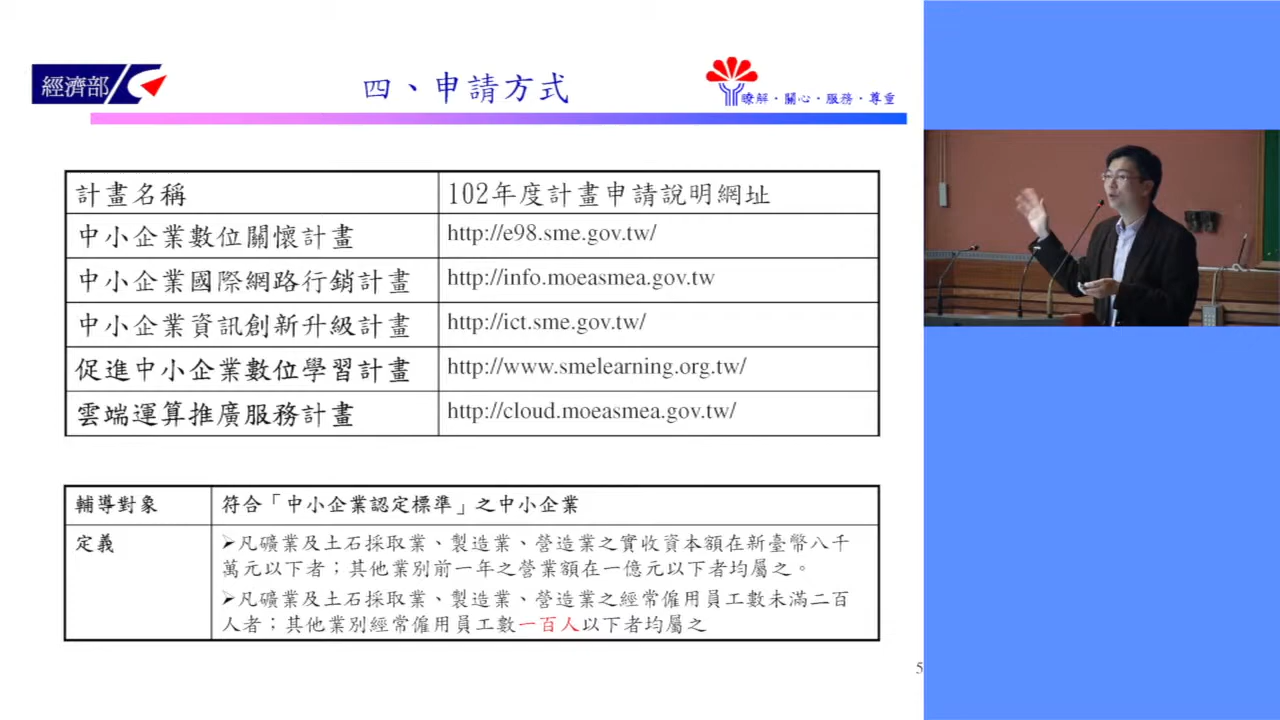 經濟部
四、申請方式
瞭解・關心・服務・尊重
計畫名稱 102年度計畫申請說明網址
中小企業數位關懷計畫 http://e98.sme.gov.tw/
中小企業國際網路行銷計畫 http://info.moeasmea.gov.tw
中小企業資訊創新升級計畫 http://ict.sme.gov.tw/
促進中小企業數位學習計畫 http://www.smelearning.org.tw/
雲端運算推廣服務計畫 http://cloud.moeasmea.gov.tw/
輔導對象 符合「中小企業認定標準」之中小企業
定義 ➢凡礦業及土石採取業、製造業、營造業之實收資本額在新臺幣八千
萬元以下者；其他業別前一年之營業額在一億元以下者均屬之。
➢凡礦業及土石採取業、製造業、營造業之經常僱用員工數未滿二百
人者；其他業別經常僱用員工數一百人以下者均屬之
5